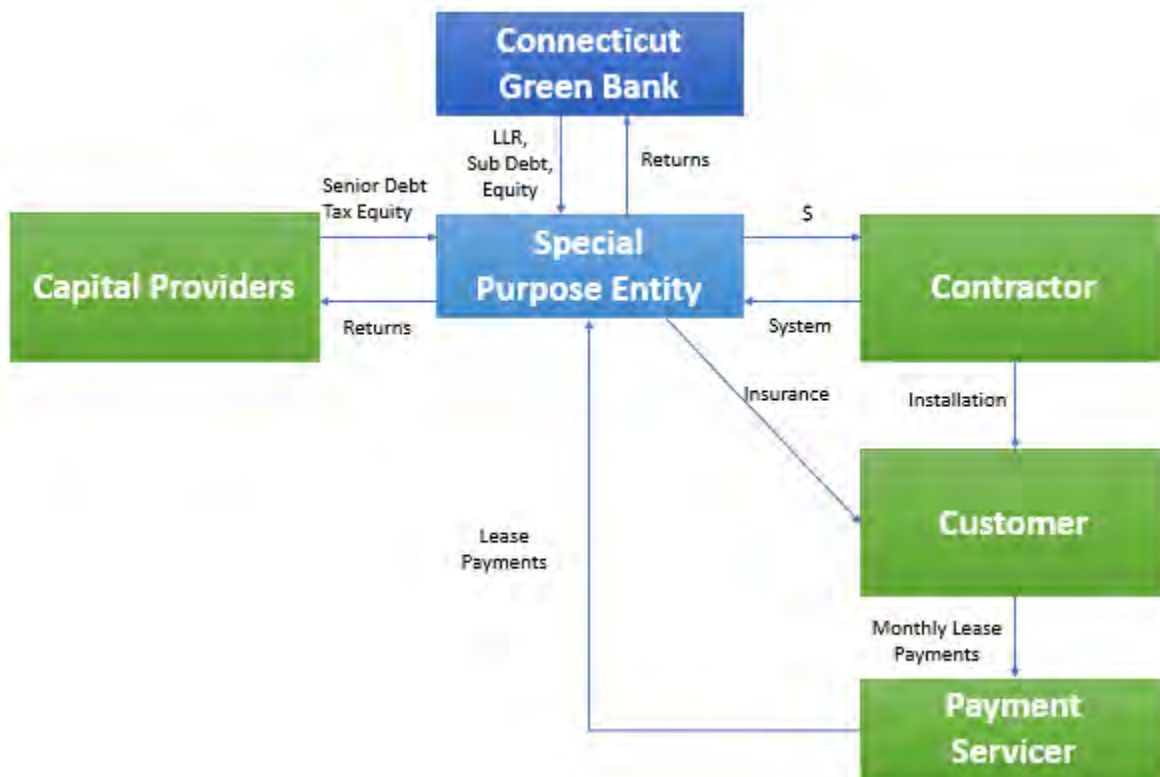 Connecticut
Green Bank
LLR,
Sub Debt,
Equity
Returns
Senior Debt
Tax Equity
$
Capital Providers
Special
Purpose Entity
Contractor
Returns
System
Insurance
Installation
Customer
Lease
Payments
Monthly Lease
Payments
Payment
Servicer